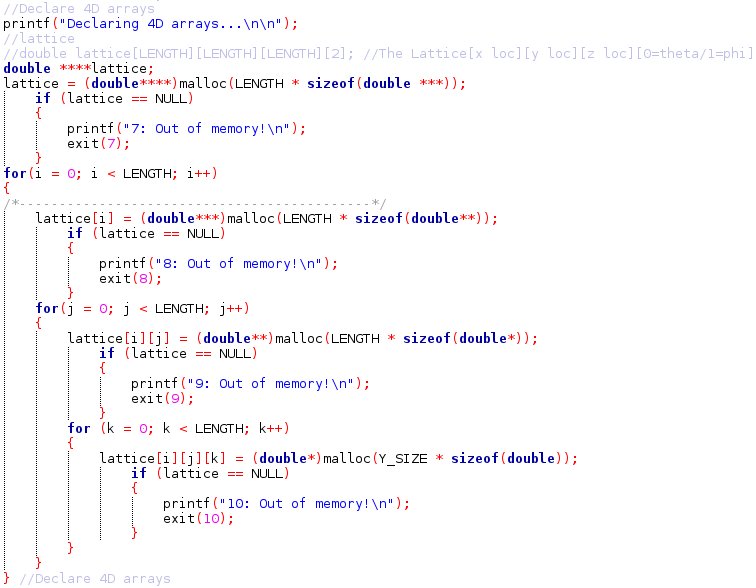 //Declare 4D arrays
printf("Declaring 4D arrays...\n\n");
//lattice
//double lattice[LENGTH][LENGTH][LENGTH][2]; //The Lattice[x loc][y loc][z loc][0=theta/1=phi]
double ****lattice;
lattice = (double****)malloc(LENGTH * sizeof(double ***));
    if (lattice == NULL)
    {
        printf("7: Out of memory!\n");
        exit(7);
    }
for(i = 0; i < LENGTH; i++)
{
/*--------------------------------------------*/
    lattice[i] = (double***)malloc(LENGTH * sizeof(double**));
        if (lattice == NULL)
        {
            printf("8: Out of memory!\n");
            exit(8);
        }
    for(j = 0; j < LENGTH; j++)
    {
        lattice[i][j] = (double**)malloc(LENGTH * sizeof(double*));
            if (lattice == NULL)
            {
                printf("9: Out of memory!\n");
                exit(9);
            }
        for (k = 0; k < LENGTH; k++)
        {
            lattice[i][j][k] = (double*)malloc(Y_SIZE * sizeof(double));
                if (lattice == NULL)
                {
                    printf("10: Out of memory!\n");
                    exit(10);
                }
        }
    }
} //Declare 4D arrays